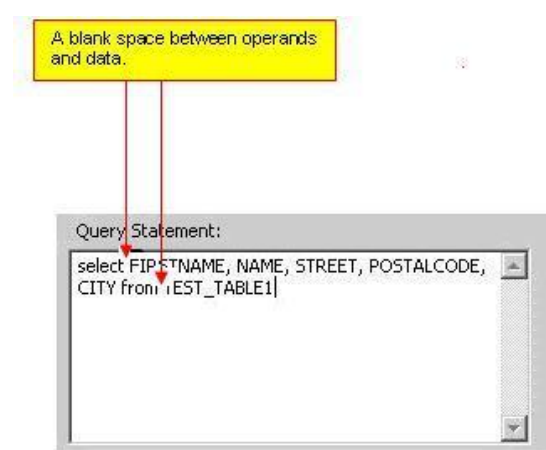 A blank space between operands
and data.
Query Statement:
select FIRSTNAME, NAME, STREET, POSTALCODE,
CITY from TEST_TABLE1